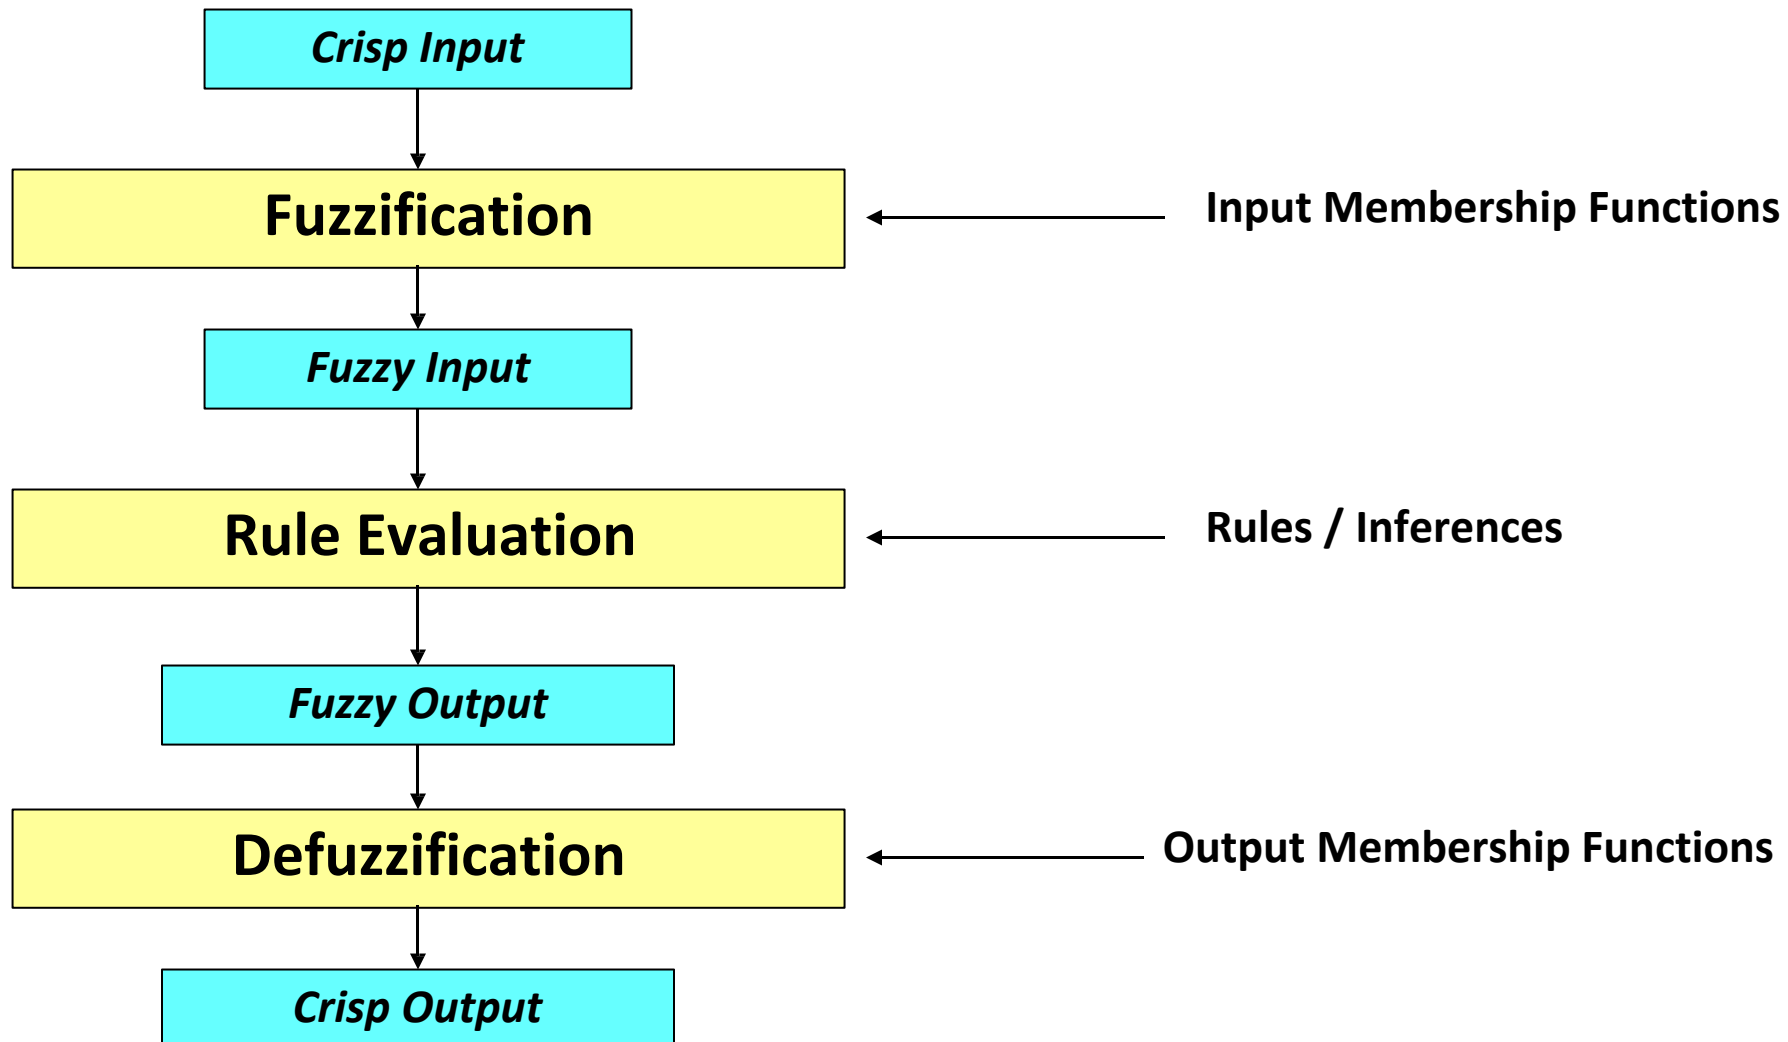 Crisp Input
Fuzzification
Input Membership Functions
Fuzzy Input
Rule Evaluation
Rules / Inferences
Fuzzy Output
Defuzzification
Output Membership Functions
Crisp Output